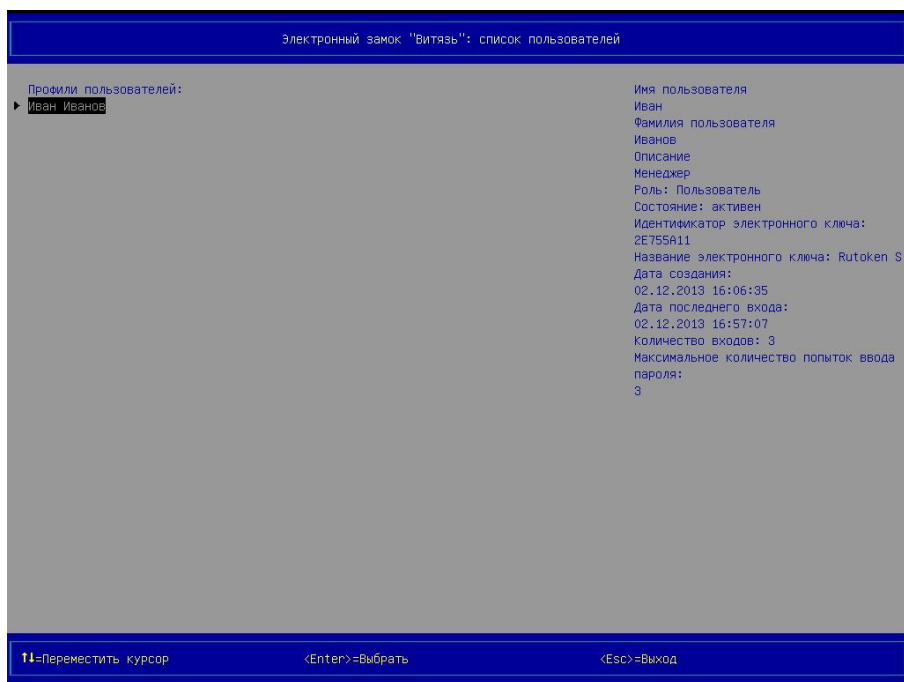 Электронный замок "Витязь": список пользователей
Профили пользователей:
Иван Иванов
Имя пользователя
Иван
Фамилия пользователя
Иванов
Описание
Менеджер
Роль: Пользователь
Состояние: активен
Идентификатор электронного ключа:
2E755A11
Название электронного ключа: Rutoken S
Дата создания:
02.12.2013 16:06:35
Дата последнего входа:
02.12.2013 16:57:07
Количество входов: 3
Максимальное количество попыток ввода
пароля:
3
↑↓=Переместить курсор <Enter>=Выбрать <Esc>=Выход